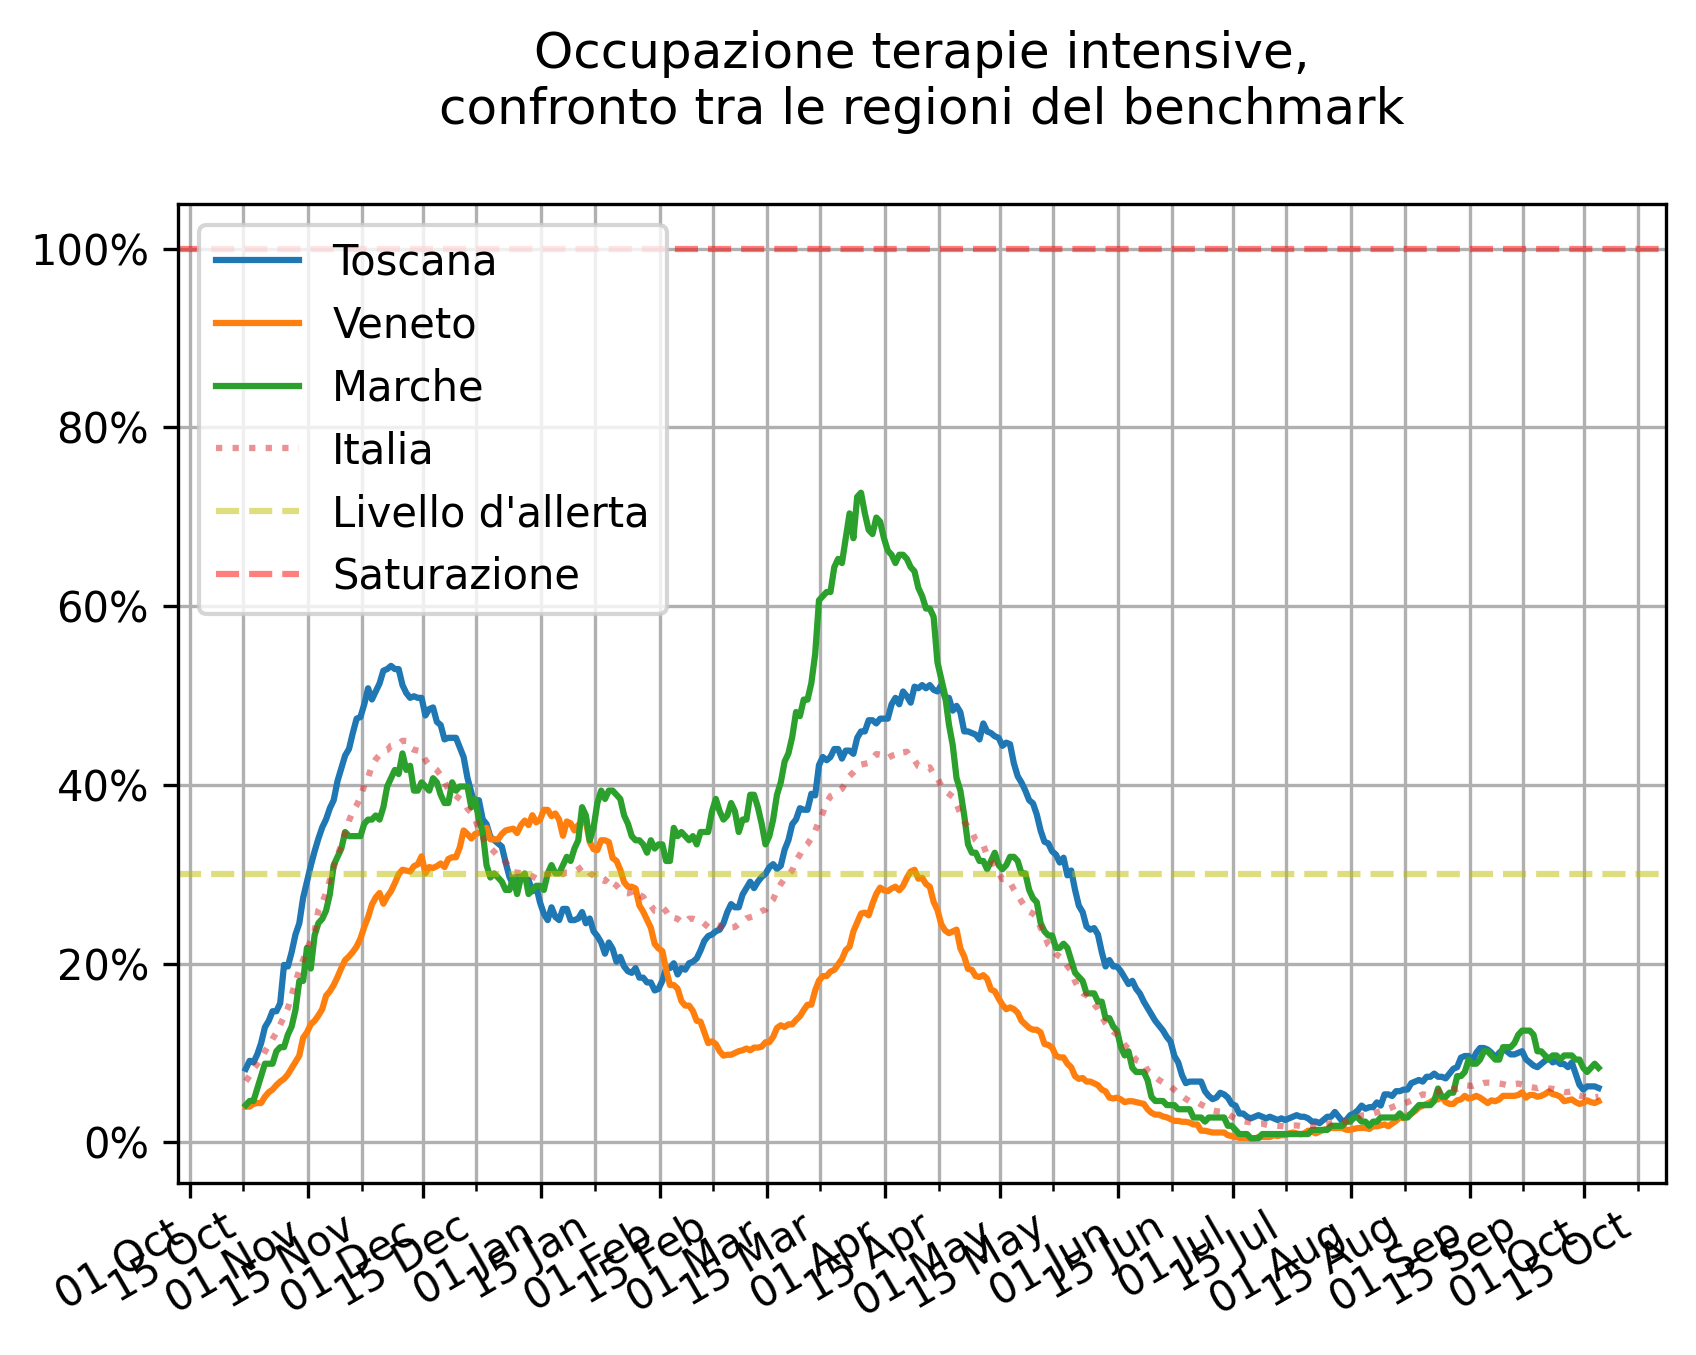 Occupazione terapie intensive,
confronto tra le regioni del benchmark
100%
80%
60%
40%
20%
0%
Toscana
Veneto
Marche
Italia
Livello d'allerta
Saturazione
01 Oct
15 Oct
01 Nov
15 Nov
01 Dec
15 Dec
01 Jan
15 Jan
01 Feb
15 Feb
01 Mar
15 Mar
01 Apr
15 Apr
01 May
15 May
01 Jun
15 Jun
01 Jul
15 Jul
01 Aug
15 Aug
01 Sep
15 Sep
01 Oct
15 Oct